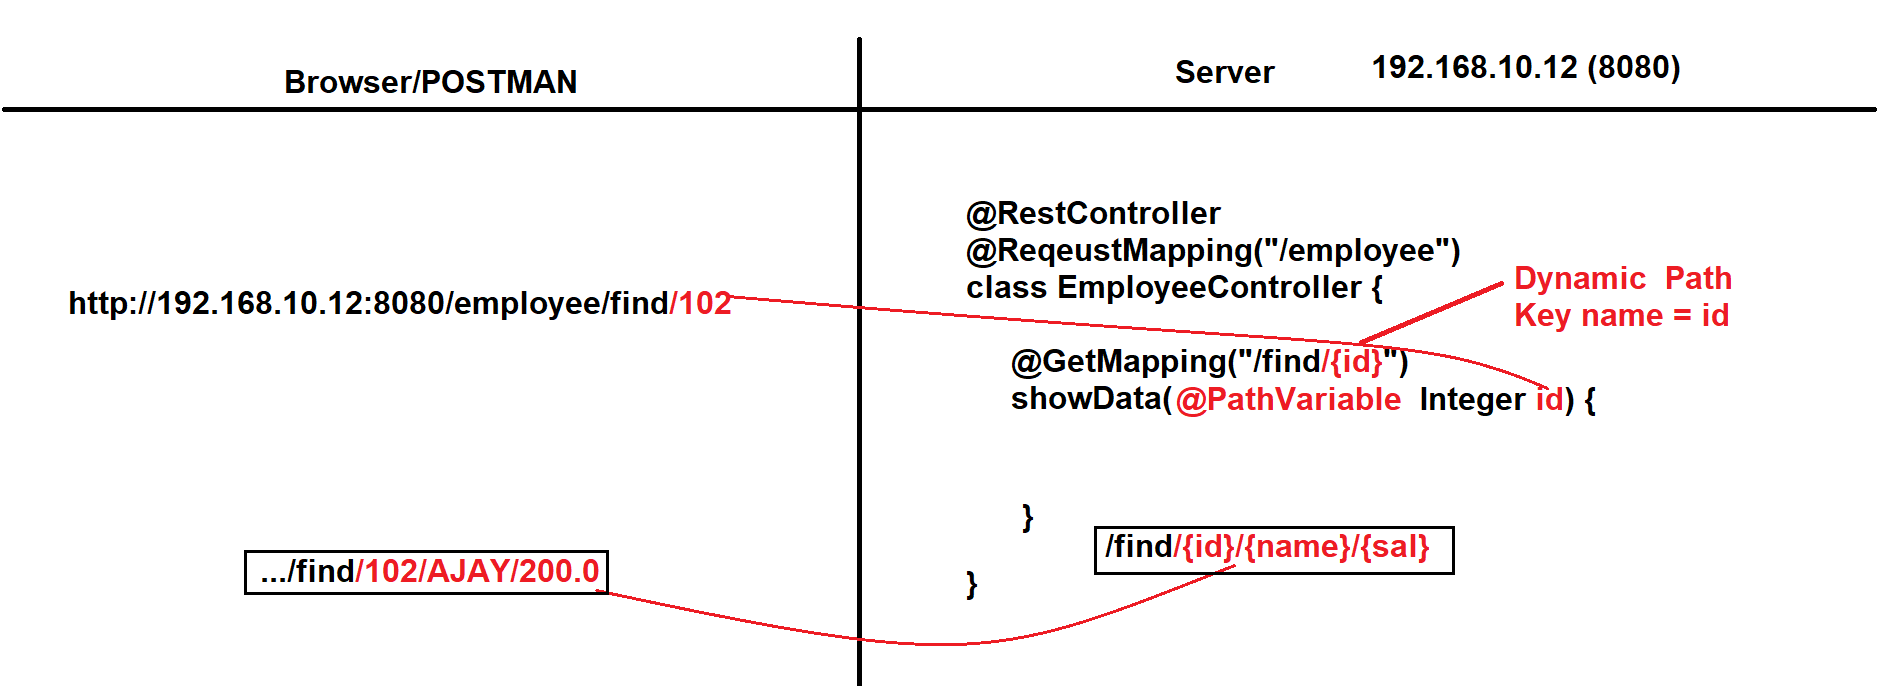 Browser/POSTMAN
Server 192.168.10.12 (8080)
http://192.168.10.12:8080/employee/find/102
.../find/102/AJAY/200.0
@RestController
@ReqeustMapping("/employee")
class EmployeeController {
Dynamic Path
Key name = id
@GetMapping("/find/{id}")
showData(@PathVariable Integer id) {
}
/find/{id}/{name}/{sal}
}